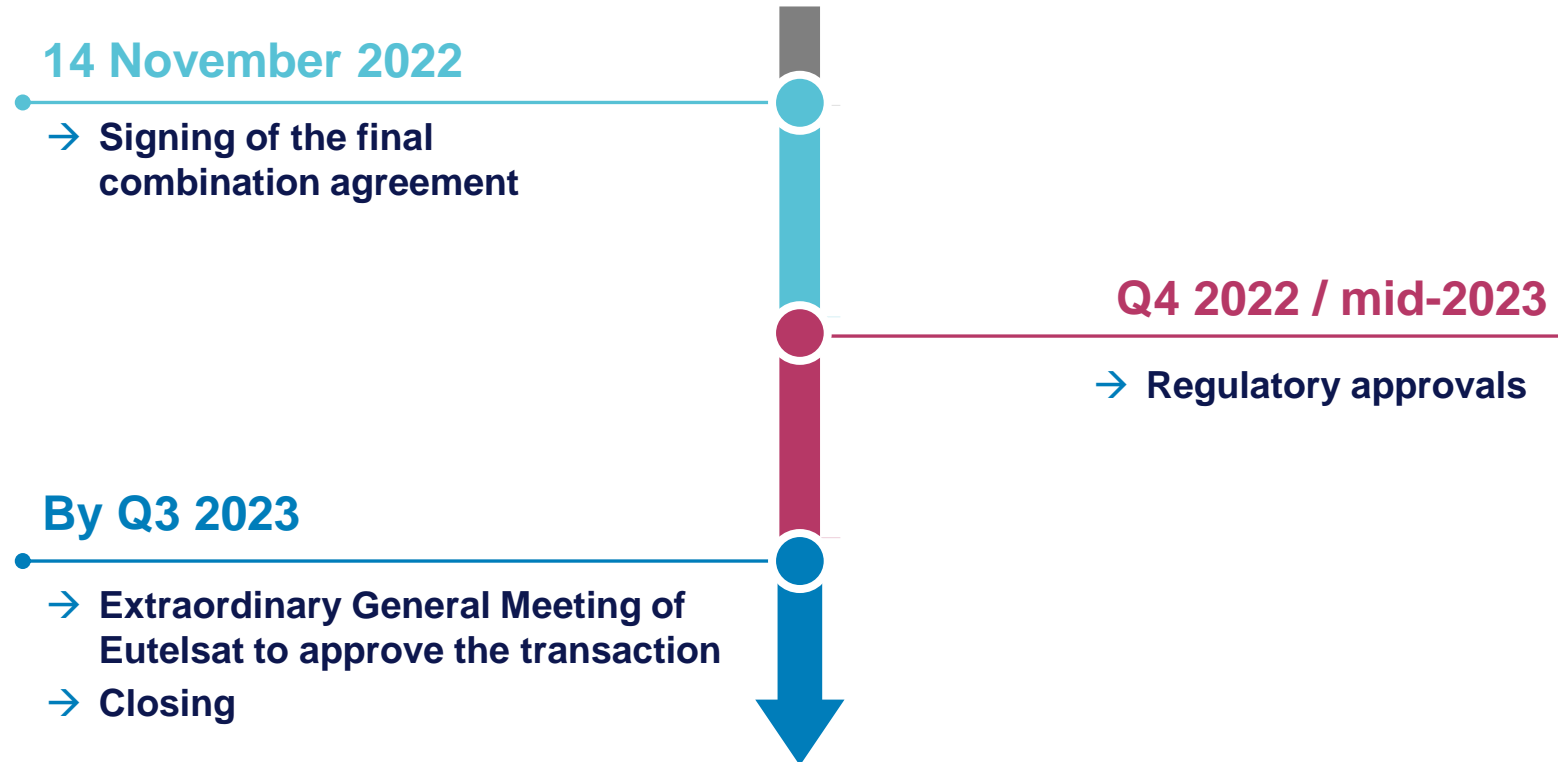 14 November 2022
→ Signing of the final
combination agreement
Q4 2022 / mid-2023
→ Regulatory approvals
By Q3 2023
→ Extraordinary General Meeting of
Eutelsat to approve the transaction
→ Closing